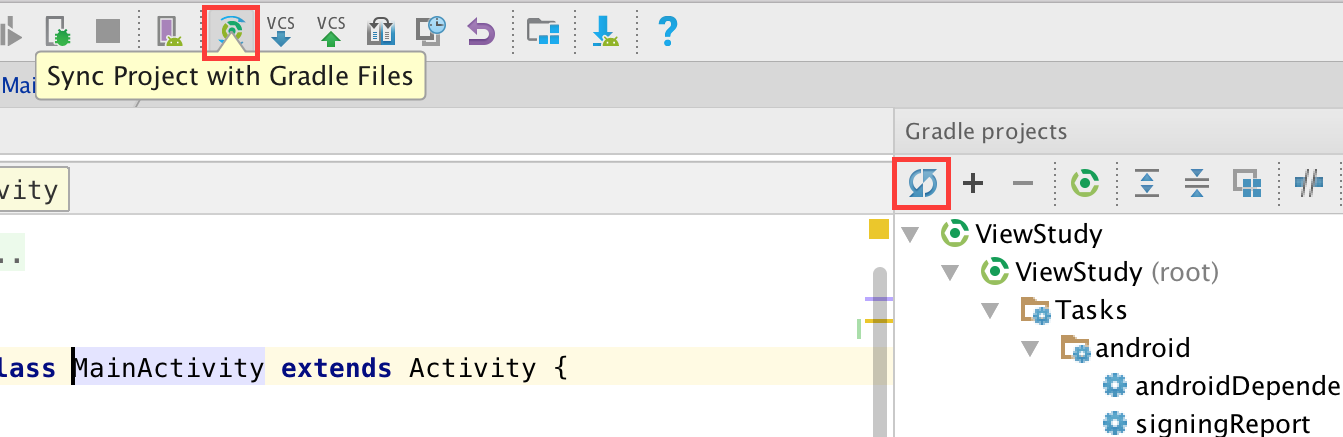 VCS VCS ?
Sync Project with Gradle Files
Mai
Gradle projects
vity
..
ViewStudy
ViewStudy (root)
Tasks
android
lass MainActivity extends Activity {
androidDepende
signingReport